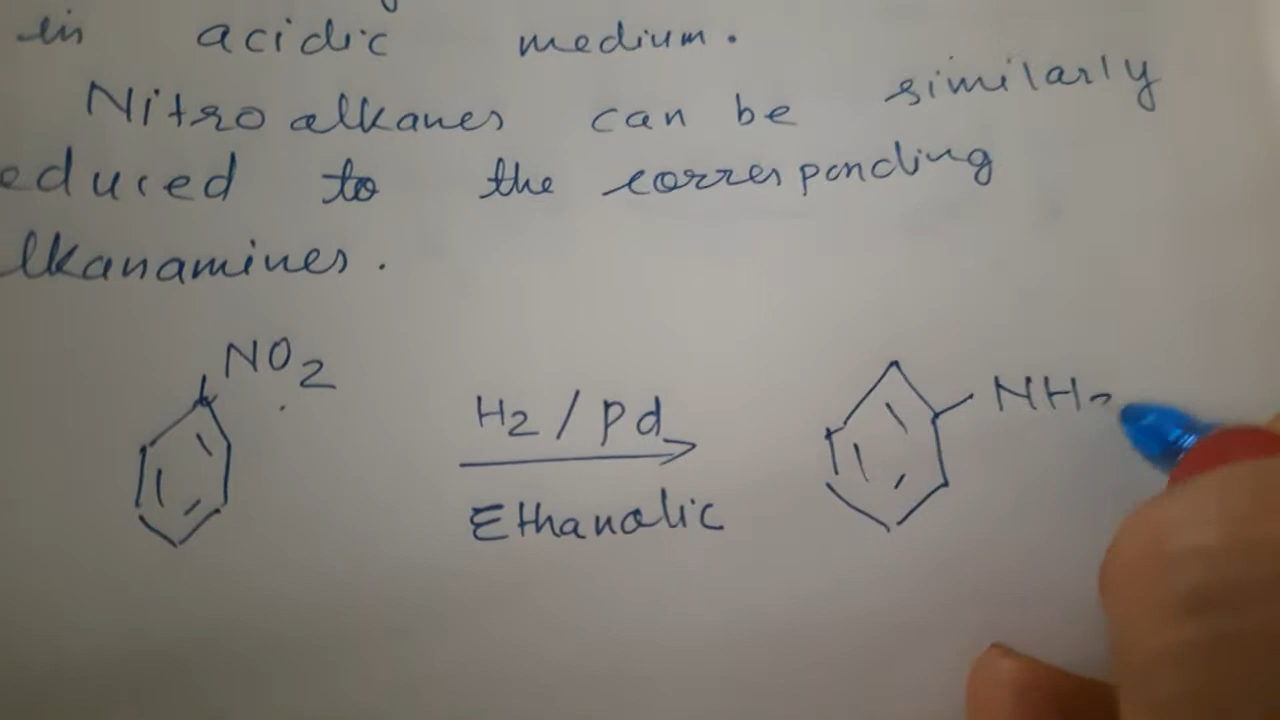 in acidic medium.
Nitroalkanes can be similarly
educed to the corresponding
lkanamines.
NO2
H2 / Pd
Ethanolic
NH2